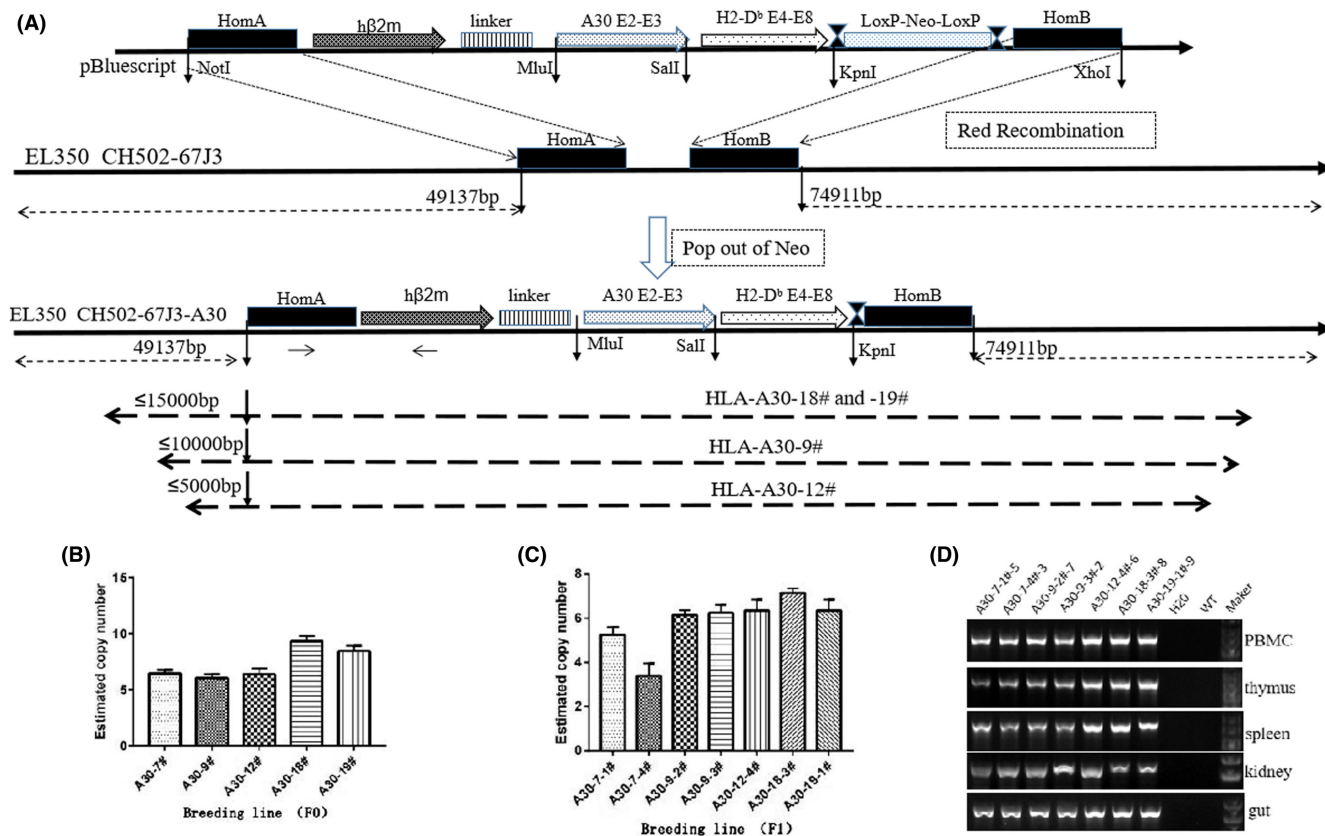 (A)
HomA hβ2m linker A30 E2-E3 H2-Dᵇ E4-E8 LoxP-Neo-LoxP HomB
pBluescript NotI MluI SalI KpnI XhoI
Red Recombination
HomA HomB
EL350 CH502-67J3
49137bp 74911bp
Pop out of Neo
HomA hβ2m linker A30 E2-E3 H2-Dᵇ E4-E8 HomB
EL350 CH502-67J3-A30
49137bp MluI SalI KpnI 74911bp
≤15000bp HLA-A30-18# and -19#
≤10000bp HLA-A30-9#
≤5000bp HLA-A30-12#
(B)
Estimated copy number
15
10
5
0
A30-7# A30-9# A30-12# A30-18# A30-19#
Breeding line (F0)
(C)
Estimated copy number
8
6
4
2
0
A30-7-1# A30-7-4# A30-9-2# A30-9-3# A30-12-4# A30-18-3# A30-19-1#
Breeding line (F1)
(D)
A30-7-1#-5 A30-7-4#-3 A30-9-2#-7 A30-9-3#-2 A30-12-4#-6 A30-18-3#-8 A30-19-1#-9 H20 WT Maker
PBMC
thymus
spleen
kidney
gut